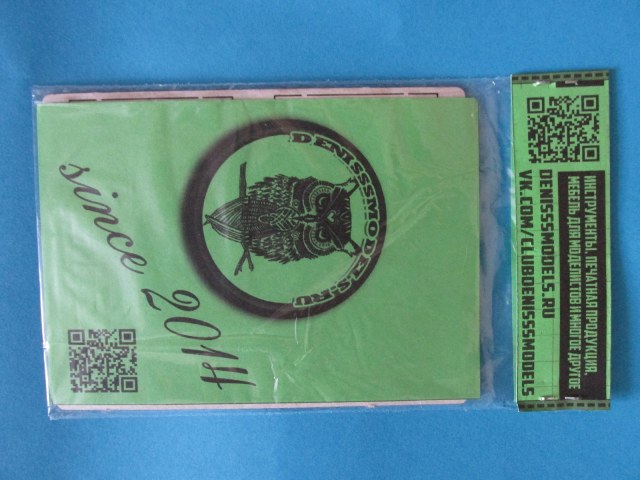 ИНСТРУМЕНТЫ, ПЕЧАТНАЯ ПРОДУКЦИЯ,
МЕБЕЛЬ ДЛЯ МОДЕЛИСТОВ И МНОГОЕ ДРУГОЕ
DENISSSMODELS.RU
VK.COM/CLUBDENISSSMODELS
DENISSSMODELS.RU
since 2014